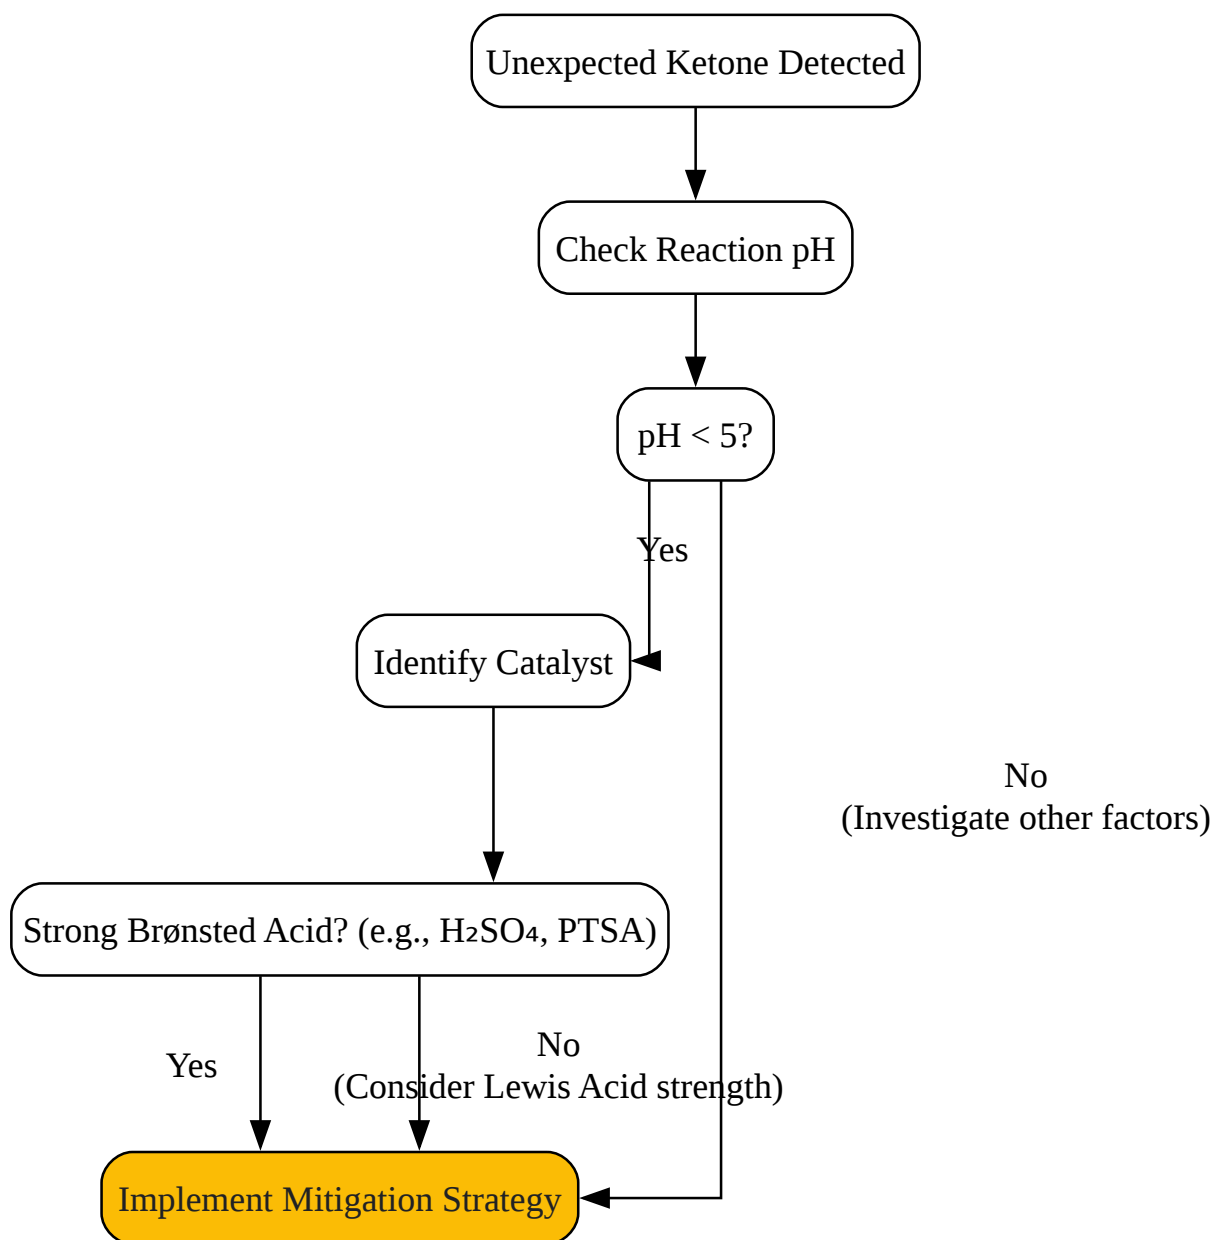 Unexpected Ketone Detected
Check Reaction pH
pH < 5?
Yes
Identify Catalyst
No
(Investigate other factors)
Strong Brønsted Acid? (e.g., H₂SO₄, PTSA)
Yes
No
(Consider Lewis Acid strength)
Implement Mitigation Strategy